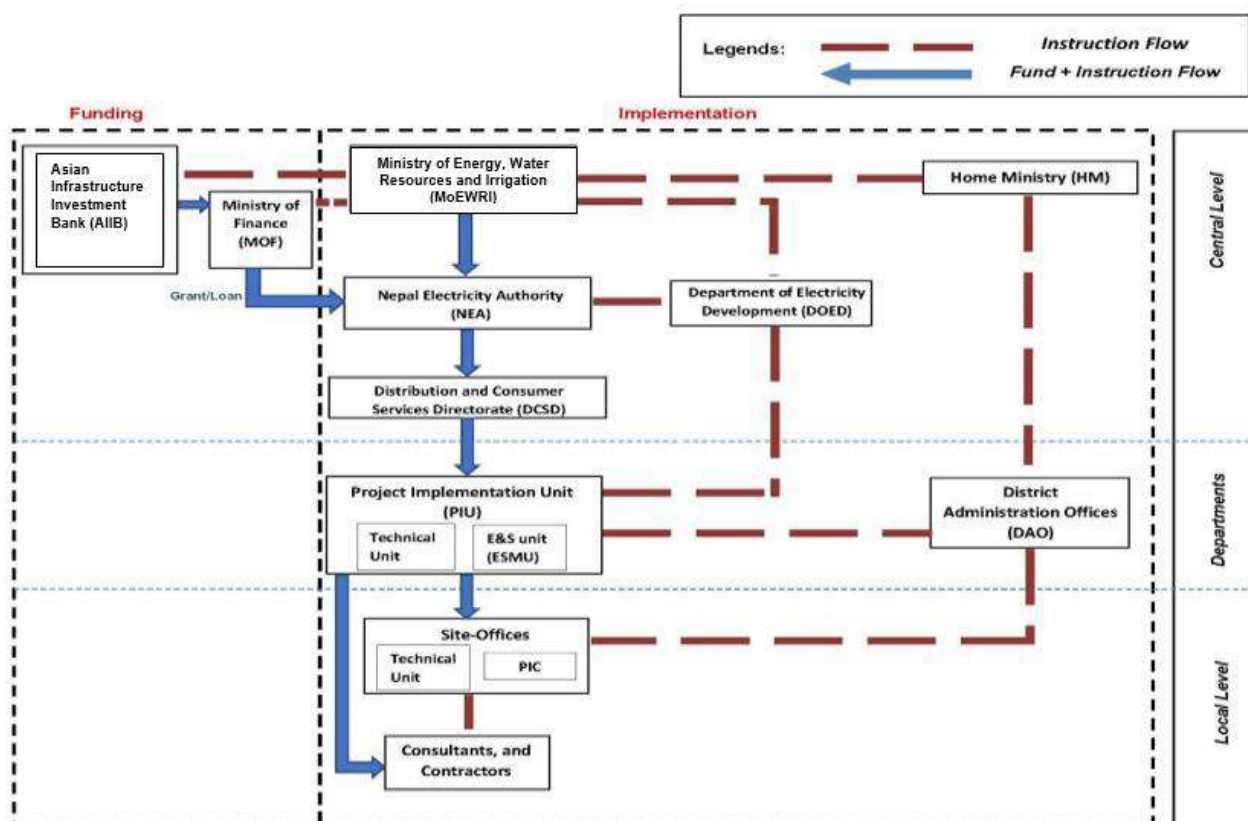 Legends:
Instruction Flow
Fund + Instruction Flow
Funding
Implementation
Asian
Infrastructure
Investment
Bank (AIIB)
Ministry of
Finance
(MOF)
Grant/Loan
Ministry of Energy, Water
Resources and Irrigation
(MoEWRI)
Home Ministry (HM)
Nepal Electricity Authority
(NEA)
Department of Electricity
Development (DOED)
Distribution and Consumer
Services Directorate (DCSD)
Central Level
Project Implementation Unit
(PIU)
Technical
Unit
E&S unit
(ESMU)
District
Administration Offices
(DAO)
Departments
Site-Offices
Technical
Unit
PIC
Consultants, and
Contractors
Local Level